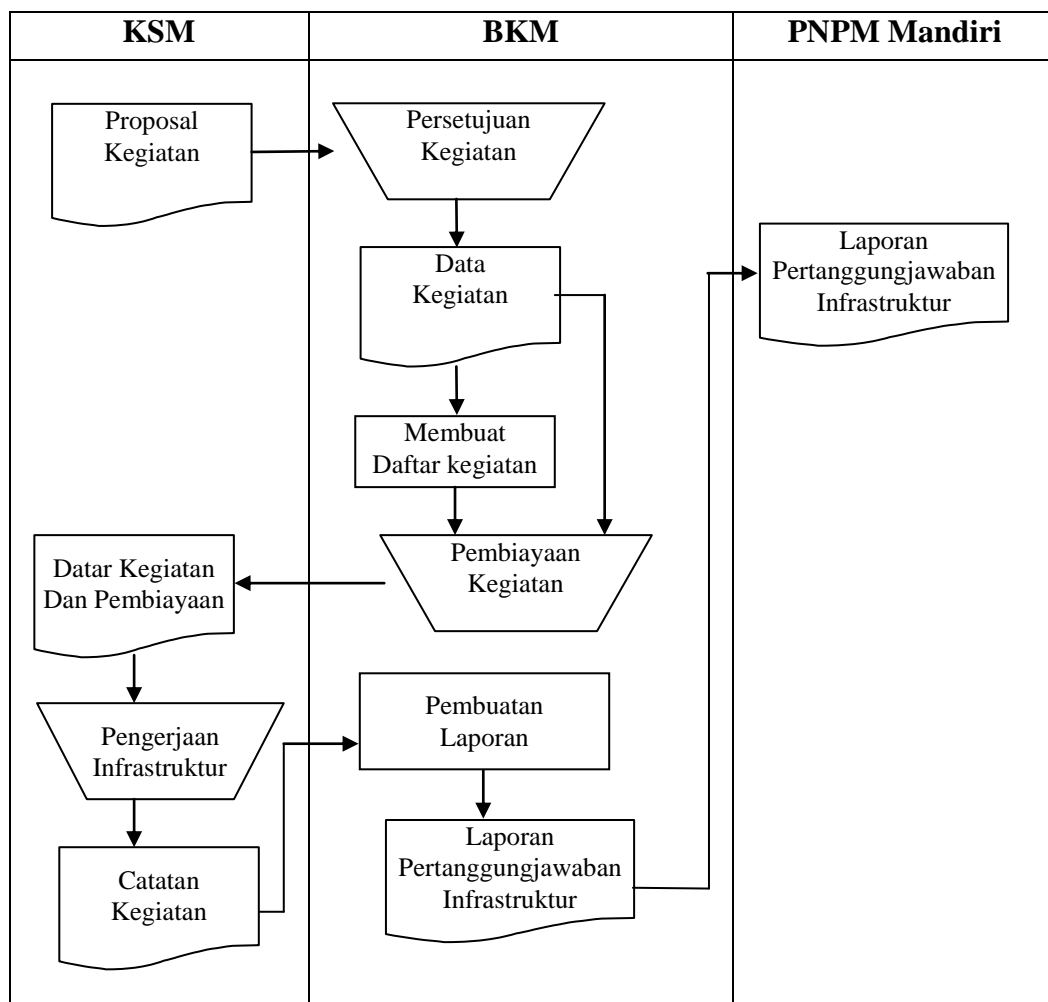 KSM
BKM
PNPM Mandiri
Proposal
Kegiatan
Persetujuan
Kegiatan
Data
Kegiatan
Laporan
Pertanggungjawaban
Infrastruktur
Membuat
Daftar kegiatan
Pembiayaan
Kegiatan
Datar Kegiatan
Dan Pembiayaan
Pengerjaan
Infrastruktur
Pembuatan
Laporan
Catatan
Kegiatan
Laporan
Pertanggungjawaban
Infrastruktur